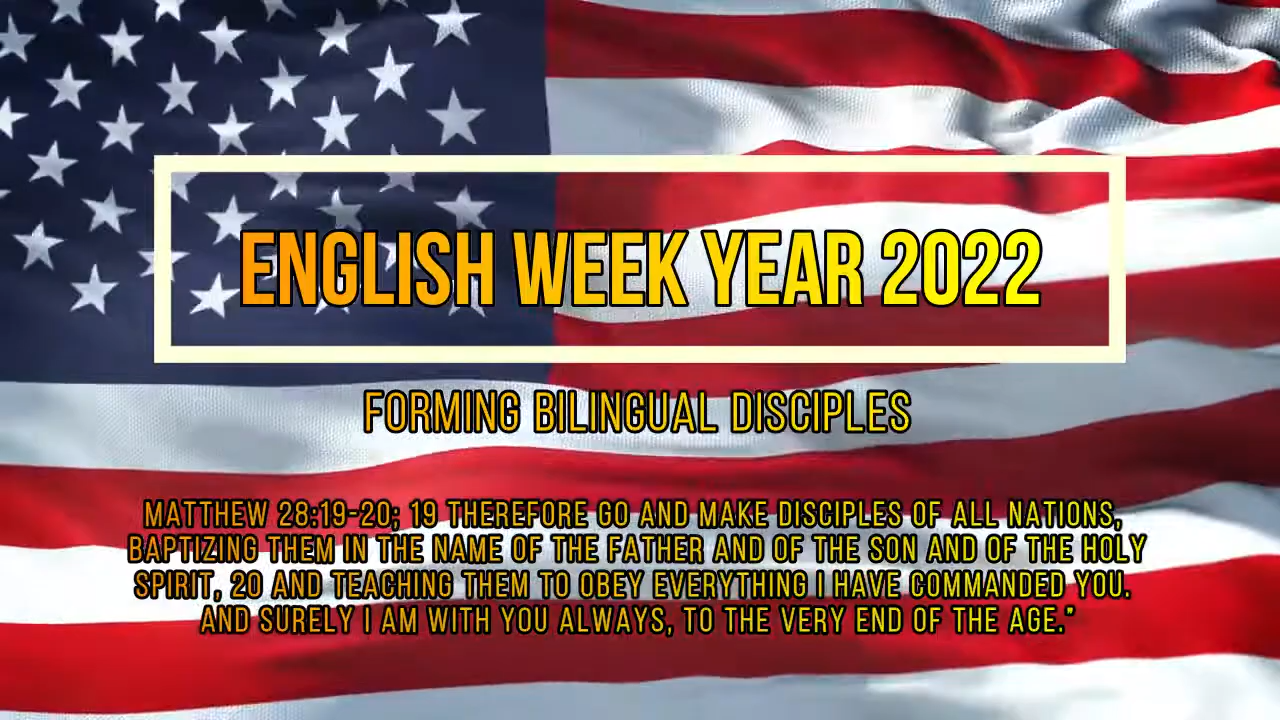 ENGLISH WEEK YEAR 2022
FORMING BILINGUAL DISCIPLES
MATTHEW 28:19-20; 19 THEREFORE GO AND MAKE DISCIPLES OF ALL NATIONS,
BAPTIZING THEM IN THE NAME OF THE FATHER AND OF THE SON AND OF THE HOLY
SPIRIT, 20 AND TEACHING THEM TO OBEY EVERYTHING I HAVE COMMANDED YOU.
AND SURELY I AM WITH YOU ALWAYS, TO THE VERY END OF THE AGE.”